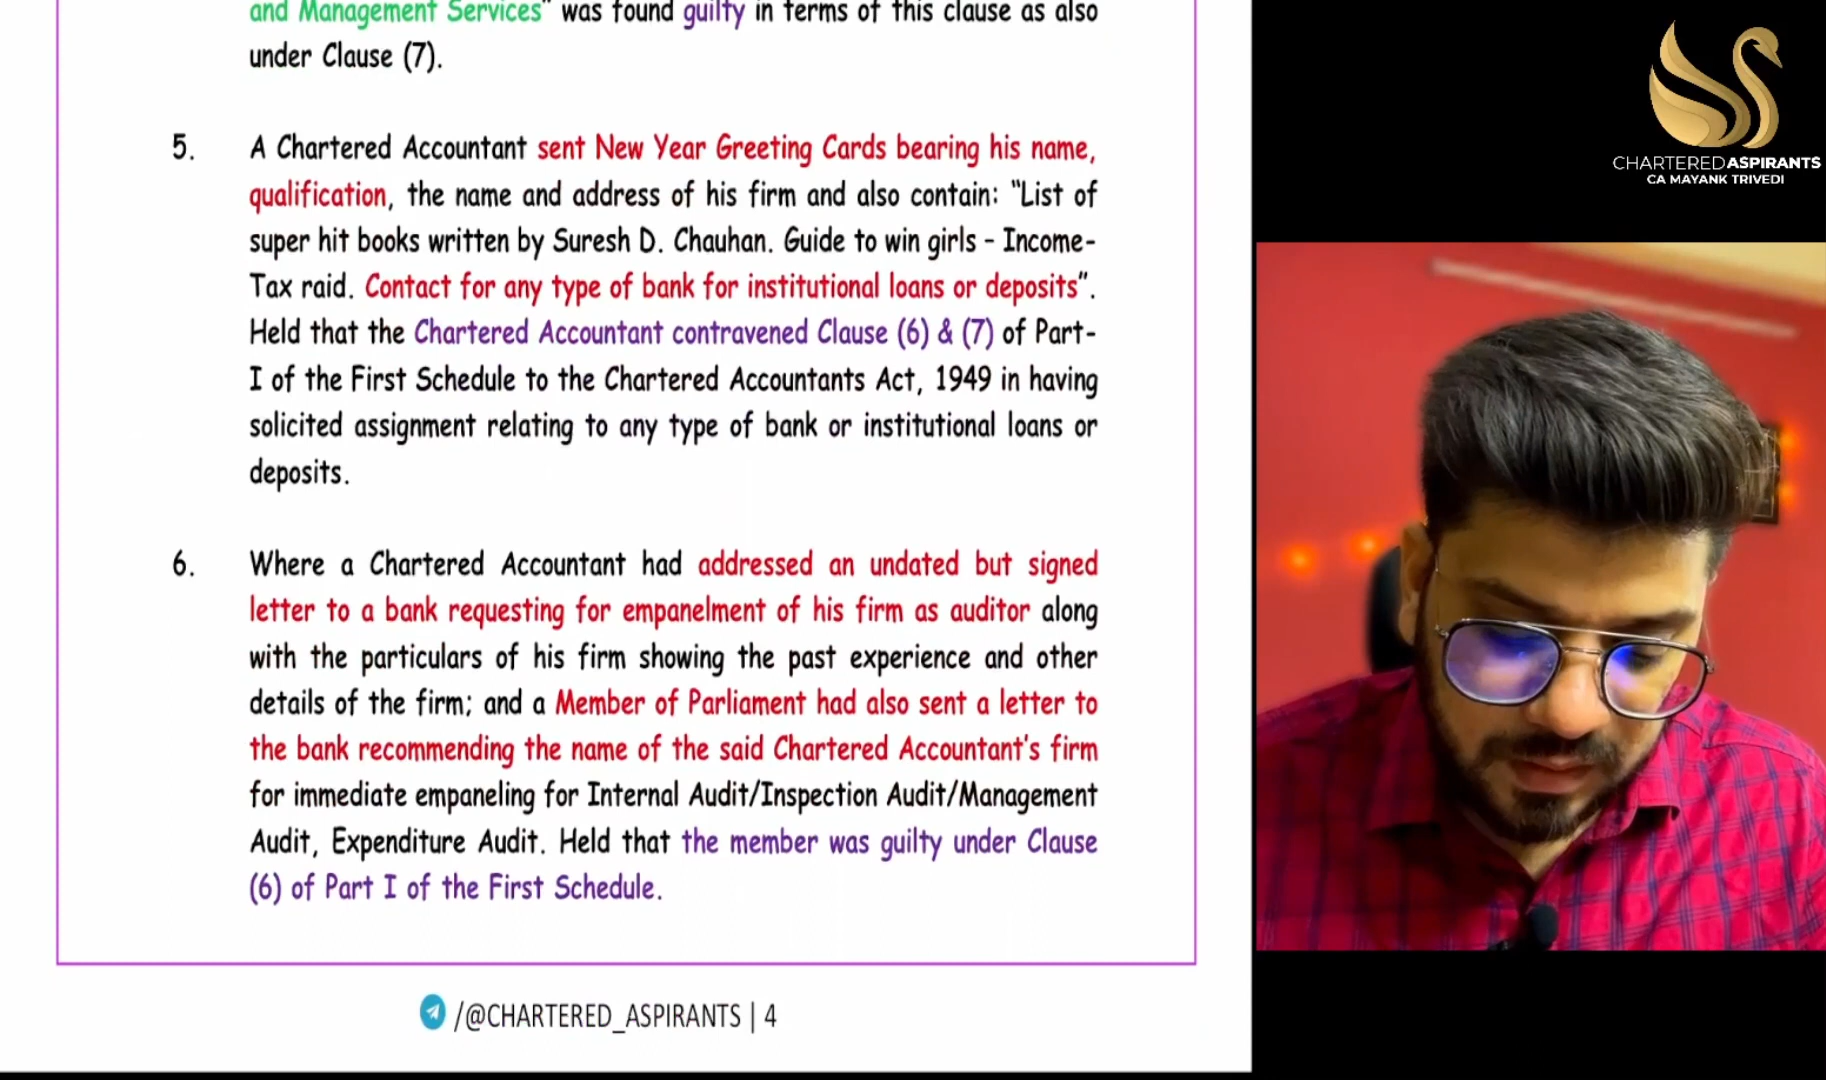 and Management Services" was found guilty in terms of this clause as also
under Clause (7).
5. A Chartered Accountant sent New Year Greeting Cards bearing his name,
qualification, the name and address of his firm and also contain: "List of
super hit books written by Suresh D. Chauhan. Guide to win girls - Income-
Tax raid. Contact for any type of bank for institutional loans or deposits".
Held that the Chartered Accountant contravened Clause (6) & (7) of Part-
I of the First Schedule to the Chartered Accountants Act, 1949 in having
solicited assignment relating to any type of bank or institutional loans or
deposits.
6. Where a Chartered Accountant had addressed an undated but signed
letter to a bank requesting for empanelment of his firm as auditor along
with the particulars of his firm showing the past experience and other
details of the firm; and a Member of Parliament had also sent a letter to
the bank recommending the name of the said Chartered Accountant's firm
for immediate empaneling for Internal Audit/Inspection Audit/Management
Audit, Expenditure Audit. Held that the member was guilty under Clause
(6) of Part I of the First Schedule.
/@CHARTERED_ASPIRANTS | 4
CHARTEREDASPIRANTS
CA MAYANK TRIVEDI